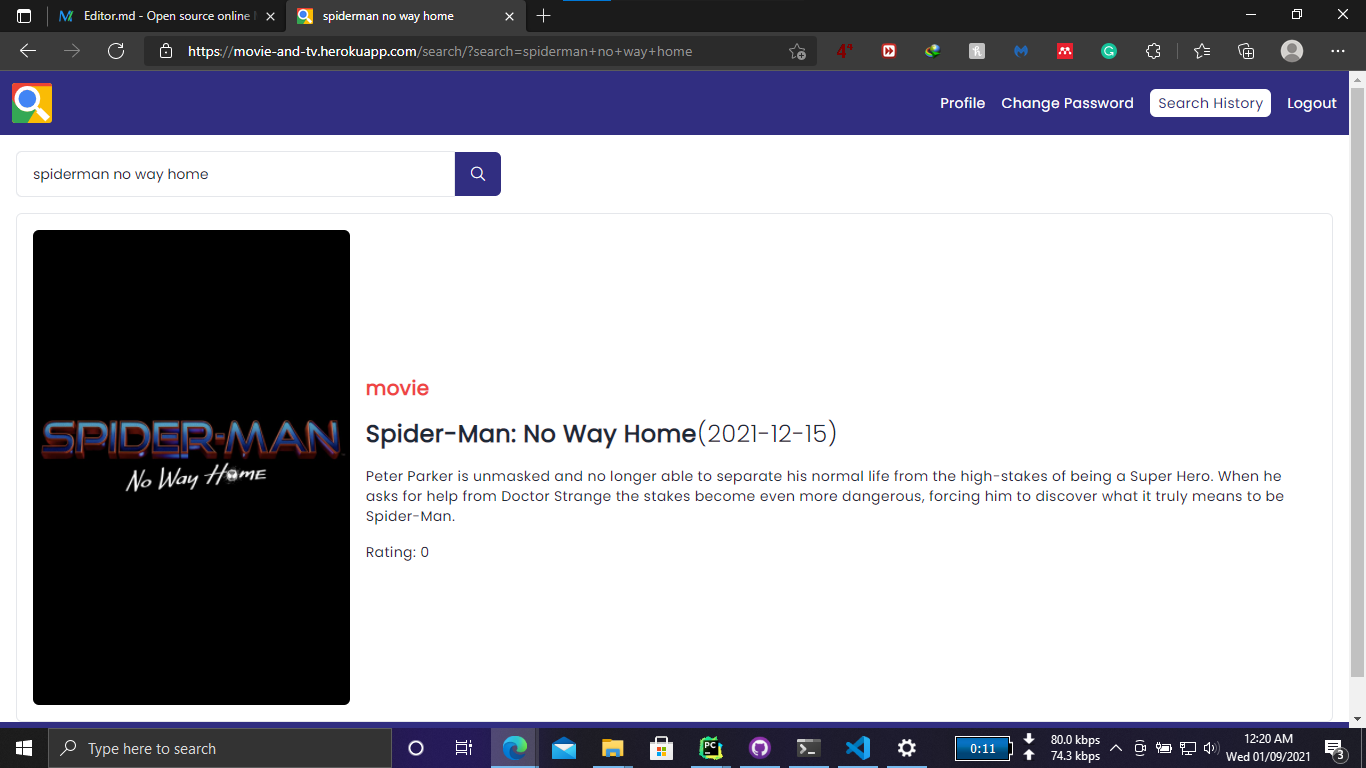 Editor.md - Open source online
spiderman no way home
https://movie-and-tv.herokuapp.com/search/?search=spiderman+no+way+home
Profile
Change Password
Search History
Logout
spiderman no way home
SPIDER-MAN
No Way Home
movie
Spider-Man: No Way Home(2021-12-15)
Peter Parker is unmasked and no longer able to separate his normal life from the high-stakes of being a Super Hero. When he
asks for help from Doctor Strange the stakes become even more dangerous, forcing him to discover what it truly means to be
Spider-Man.
Rating: 0
Type here to search
PC
0:11
80.0 kbps
74.3 kbps
12:20 AM
Wed 01/09/2021
3